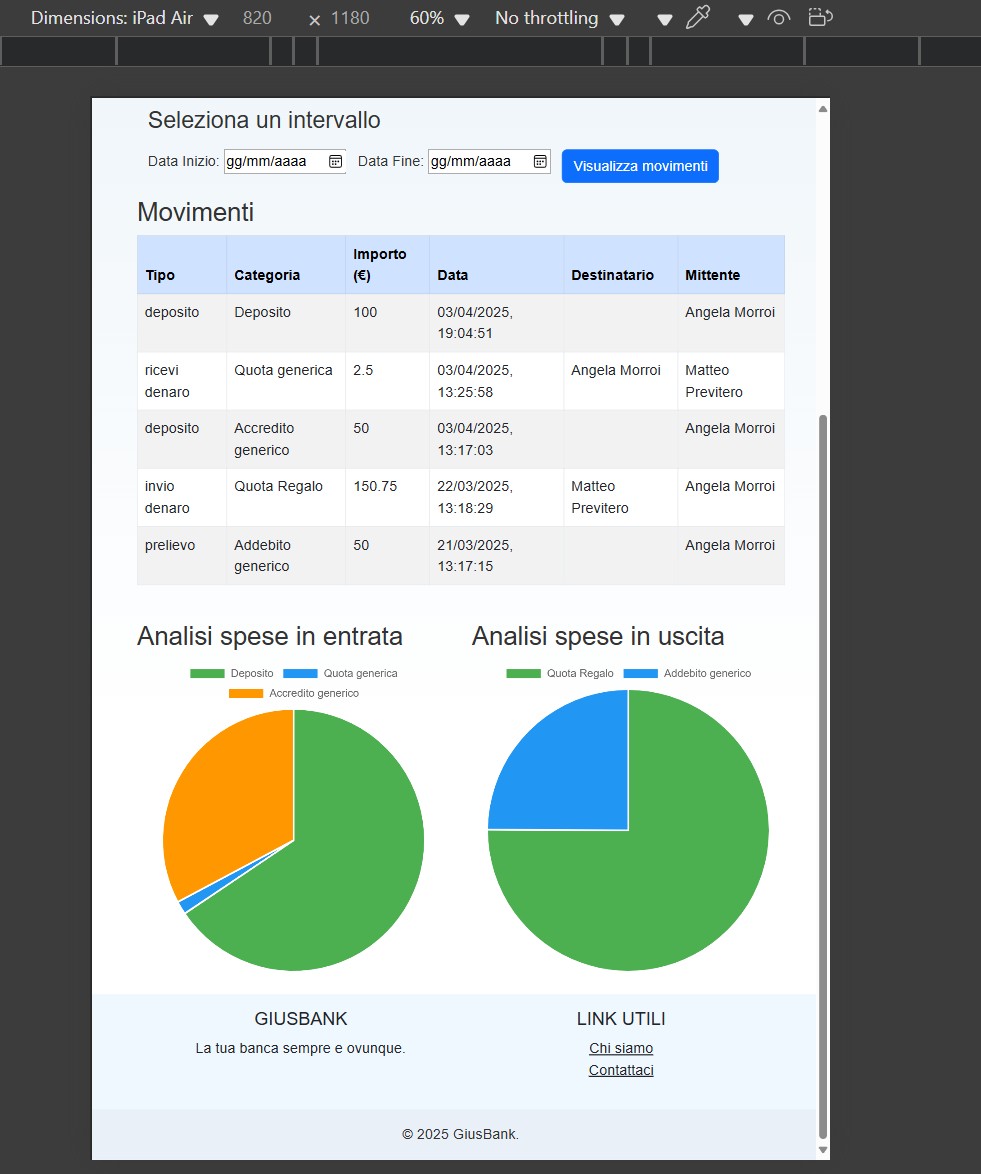 Dimensions: iPad Air 820 × 1180 60% No throttling
Seleziona un intervallo
Data Inizio: gg/mm/aaaa Data Fine: gg/mm/aaaa Visualizza movimenti
Movimenti
Tipo Categoria Importo (€) Data Destinatario Mittente
deposito Deposito 100 03/04/2025, 19:04:51 Angela Morroi
ricevi denaro Quota generica 2.5 03/04/2025, 13:25:58 Angela Morroi Matteo Previtero
deposito Accredito generico 50 03/04/2025, 13:17:03 Angela Morroi
invio denaro Quota Regalo 150.75 22/03/2025, 13:18:29 Matteo Previtero Angela Morroi
prelievo Addebito generico 50 21/03/2025, 13:17:15 Angela Morroi
Analisi spese in entrata
Deposito Quota generica
Accredito generico
Analisi spese in uscita
Quota Regalo Addebito generico
GIUSBANK
La tua banca sempre e ovunque.
LINK UTILI
Chi siamo
Contattaci
© 2025 GiusBank.